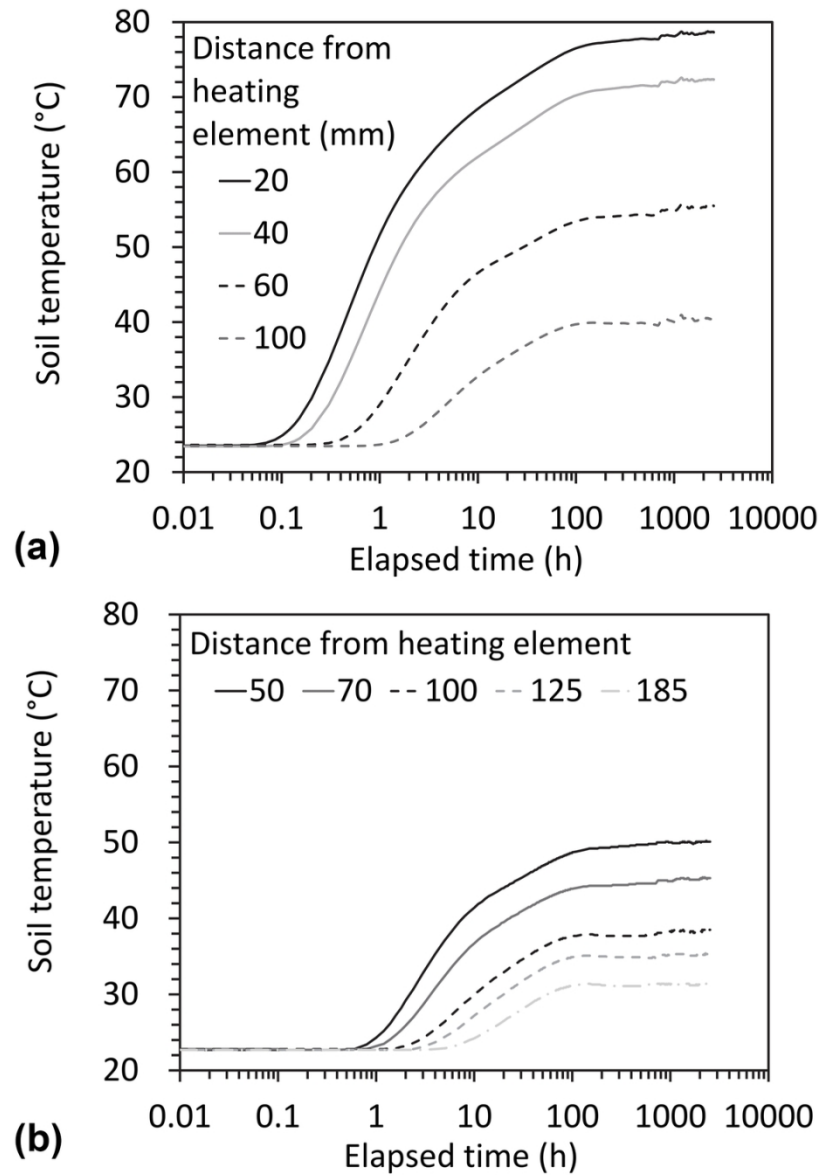 80
70
60
50
40
30
20
Soil temperature (°C)
Distance from
heating
element (mm)
20
40
60
100
0.01 0.1 1 10 100 1000 10000
Elapsed time (h)
(a)
80
70
60
50
40
30
20
Soil temperature (°C)
Distance from heating element
50 70 100 125 185
0.01 0.1 1 10 100 1000 10000
Elapsed time (h)
(b)